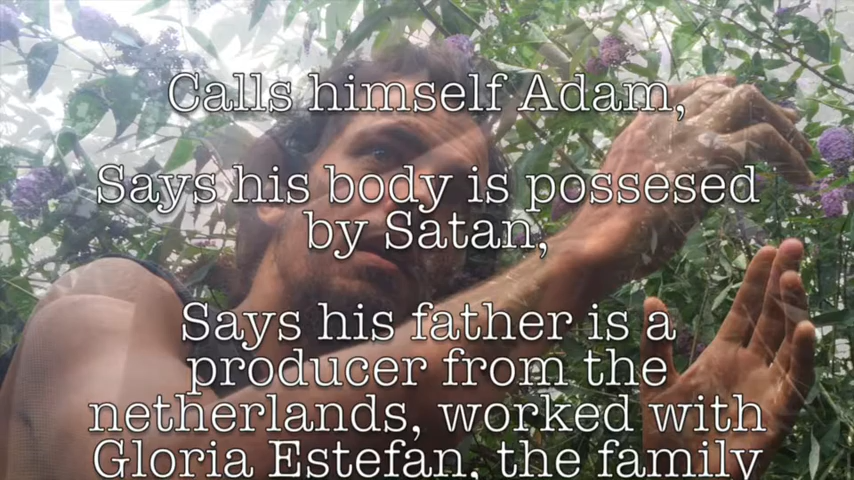 Calls himself Adam,
Says his body is possesed
by Satan,
Says his father is a
producer from the
netherlands, worked with
Gloria Estefan, the family